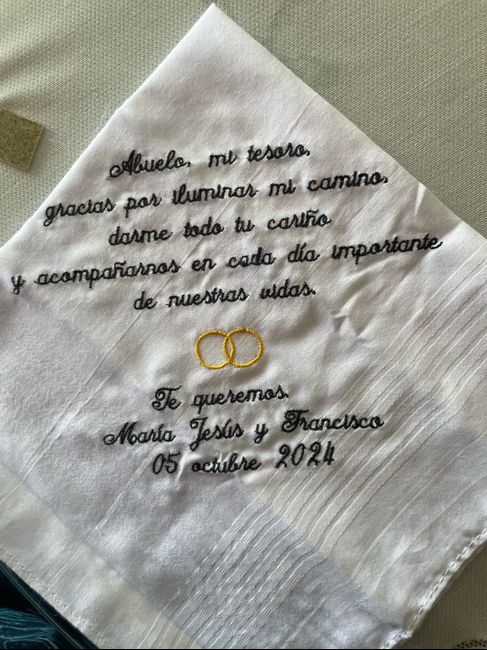 Abuelo, mi tesoro,
gracias por iluminar mi camino,
darme todo tu cariño
y acompañarnos en cada día importante
de nuestras vidas.
Te queremos,
María Jesús y Francisco
05 octubre 2024